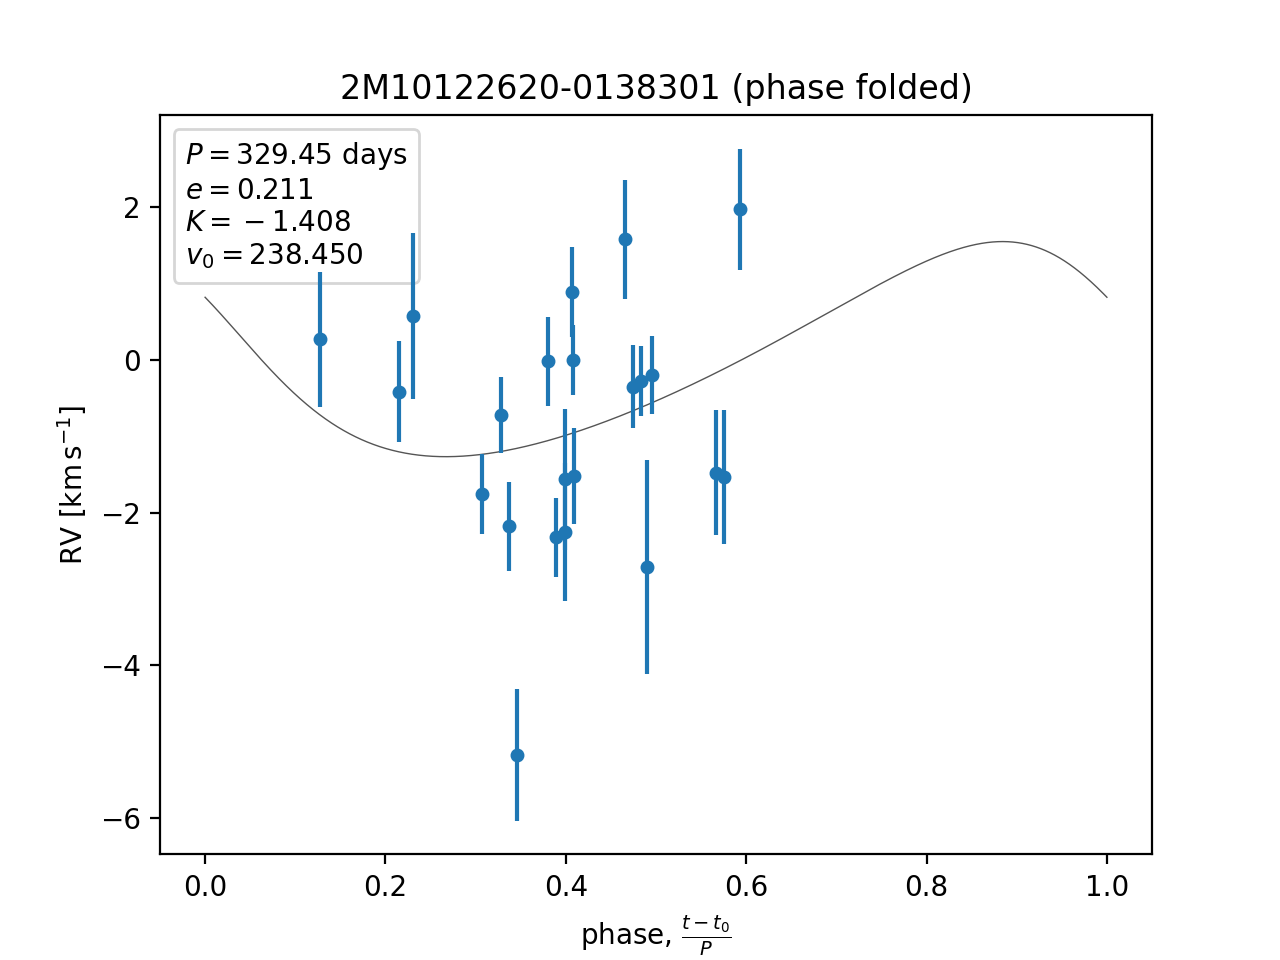 2M10122620-0138301 (phase folded)
P = 329.45 days
e = 0.211
K = −1.408
v₀ = 238.450
2
0
−2
−4
−6
RV [km s⁻¹]
0.0 0.2 0.4 0.6 0.8 1.0
phase, (t − t₀)/P